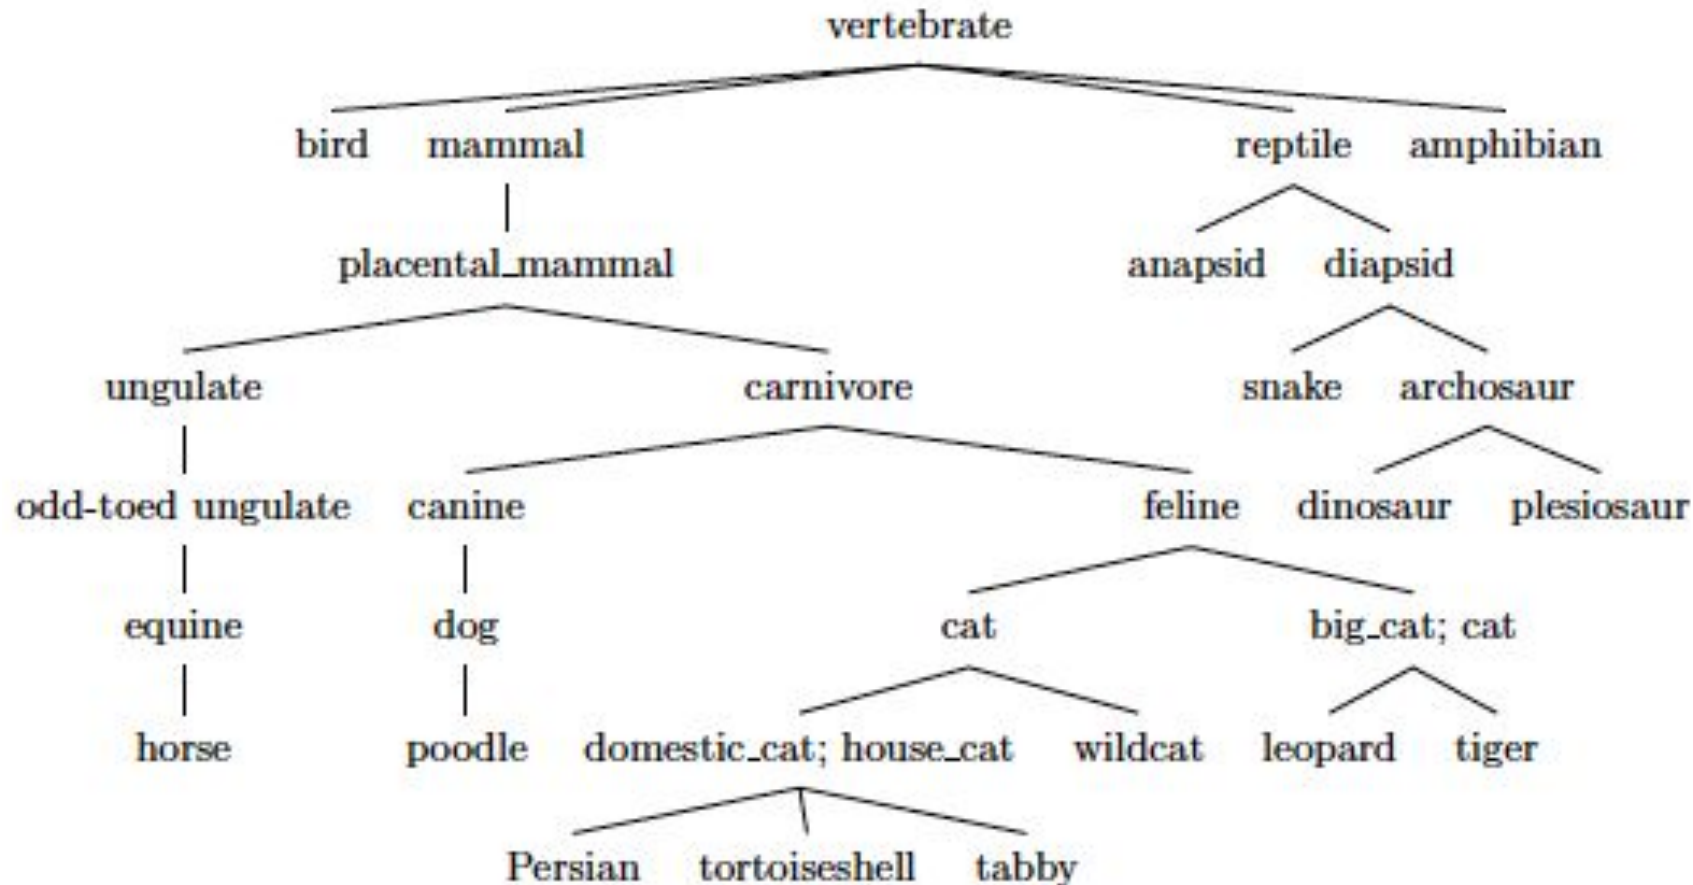 vertebrate
bird mammal reptile amphibian
placental_mammal anapsid diapsid
ungulate carnivore snake archosaur
odd-toed ungulate canine feline dinosaur plesiosaur
equine dog cat big_cat; cat
horse poodle domestic_cat; house_cat wildcat leopard tiger
Persian tortoiseshell tabby